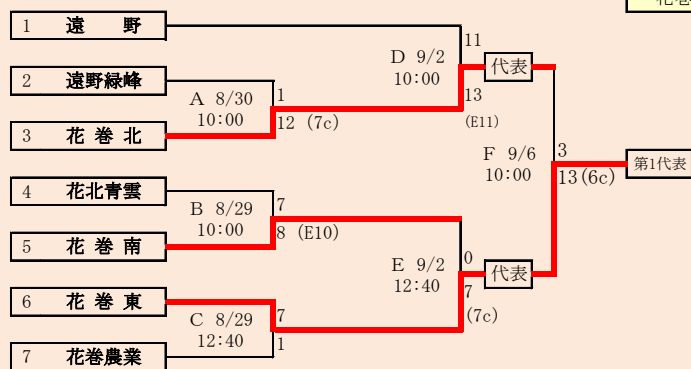 花巻
1 遠 野
11
D 9/2
10:00
代表
2 遠野緑峰
A 8/30
10:00
1
13
12 (7c)
(E11)
3 花 巻 北
F 9/6
10:00
3
13(6c)
第1代表
4 花北青雲
B 8/29
10:00
7
8 (E10)
5 花 巻 南
E 9/2
12:40
0
代表
7
(7c)
6 花 巻 東
C 8/29
12:40
7
1
7 花巻農業